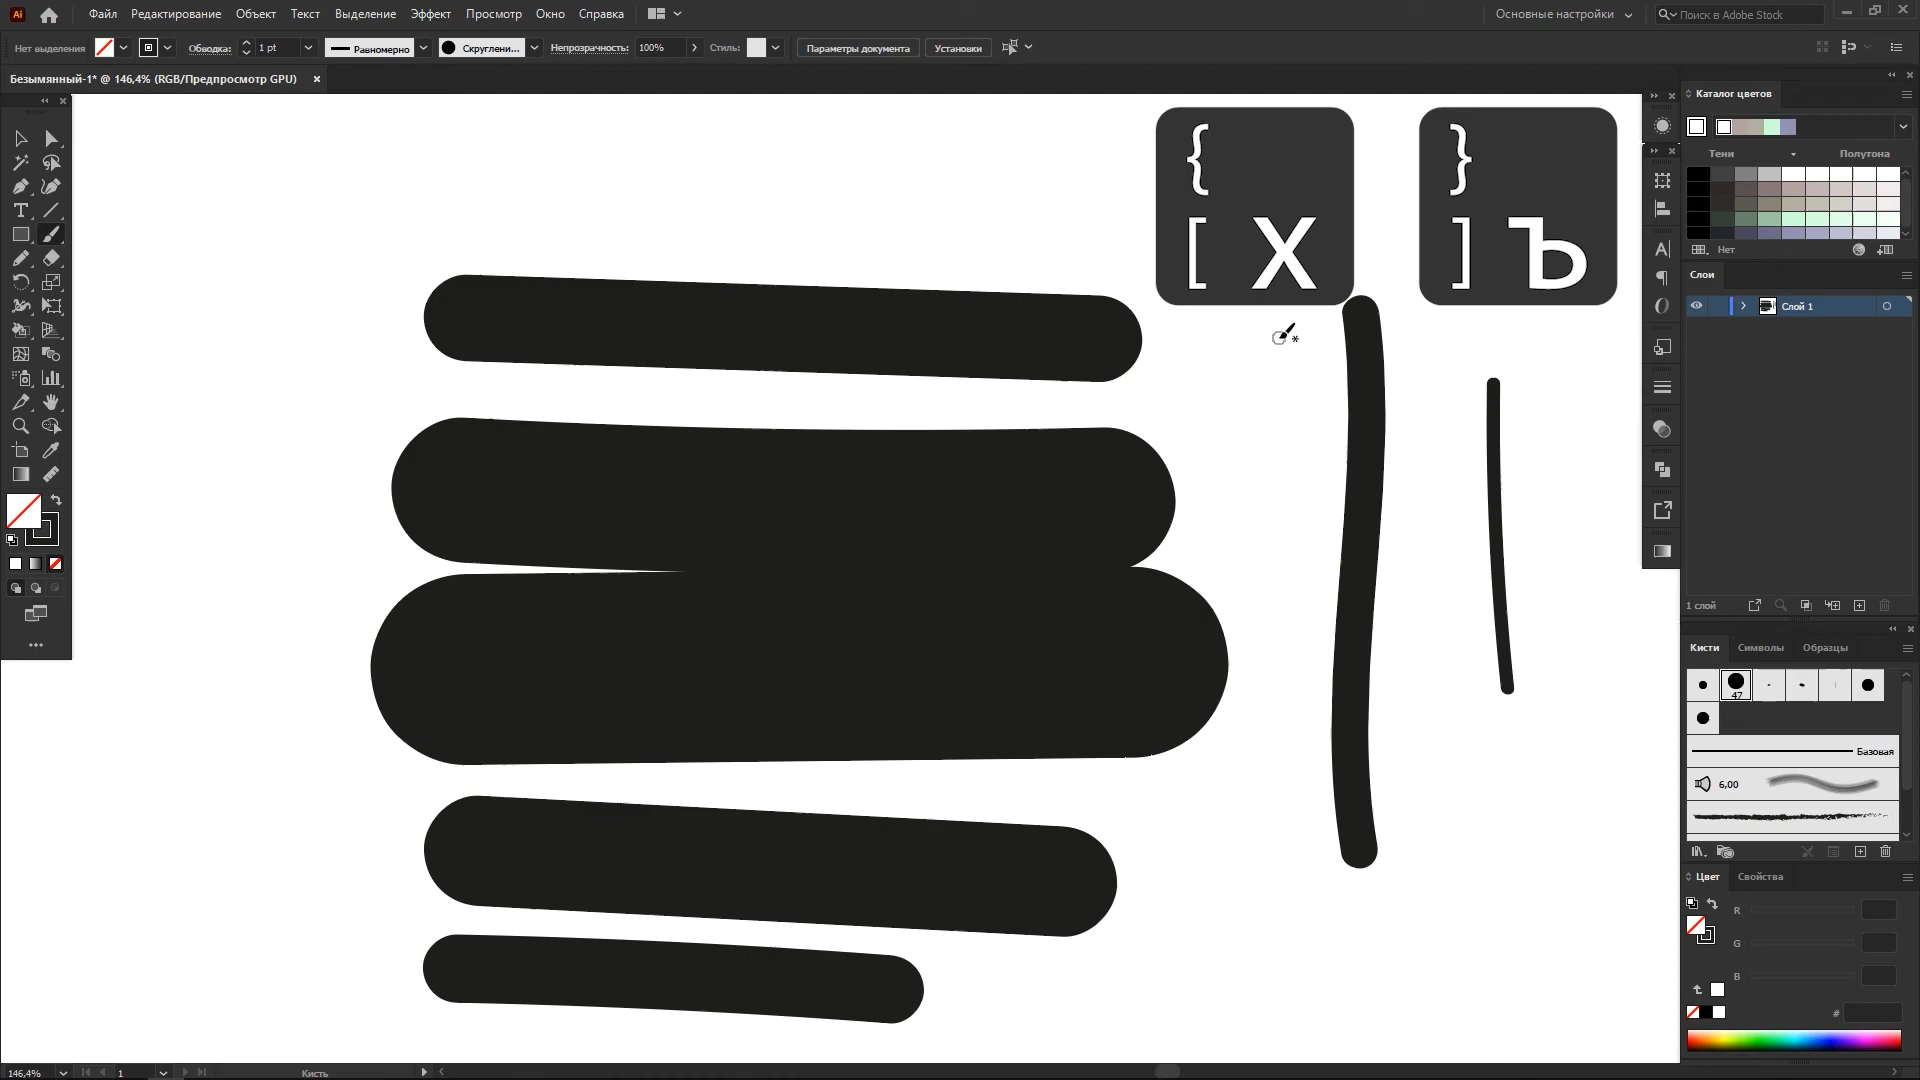 Ai Файл Редактирование Объект Текст Выделение Эффект Просмотр Окно Справка Основные настройки Поиск в Adobe Stock
Нет выделения Обводка: 1 pt Равномерно Скруглени... Непрозрачность: 100% Стиль: Параметры документа Установки
Безымянный-1* @ 146,4% (RGB/Предпросмотр GPU)
Каталог цветов
Тени Полутона
Нет
Слои
Слой 1
1 слой
{
[ Х
}
] Ъ
Кисти Символы Образцы
47
Базовая
6,00
Цвет Свойства
R
G
B
#
146,4% 1 Кисть